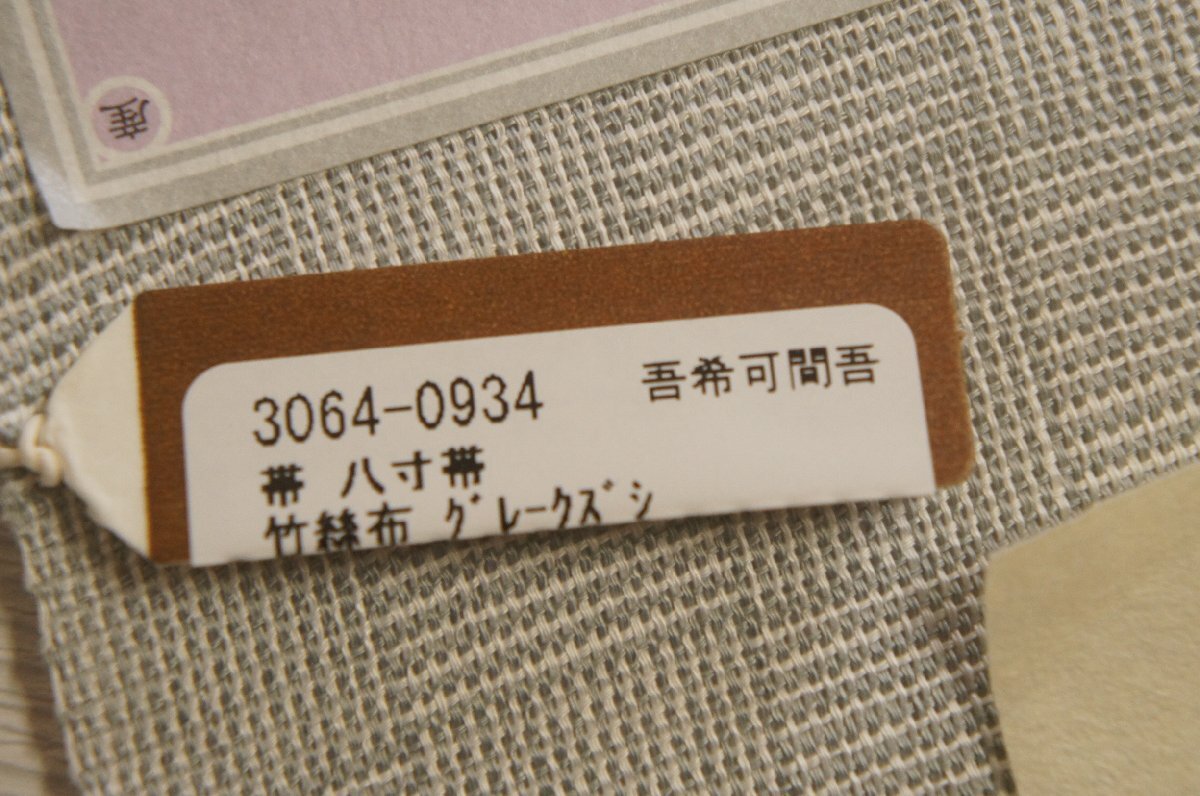 産
3064-0934 吾希可間吾
帯 八寸帯
竹絲布 グレークズシ